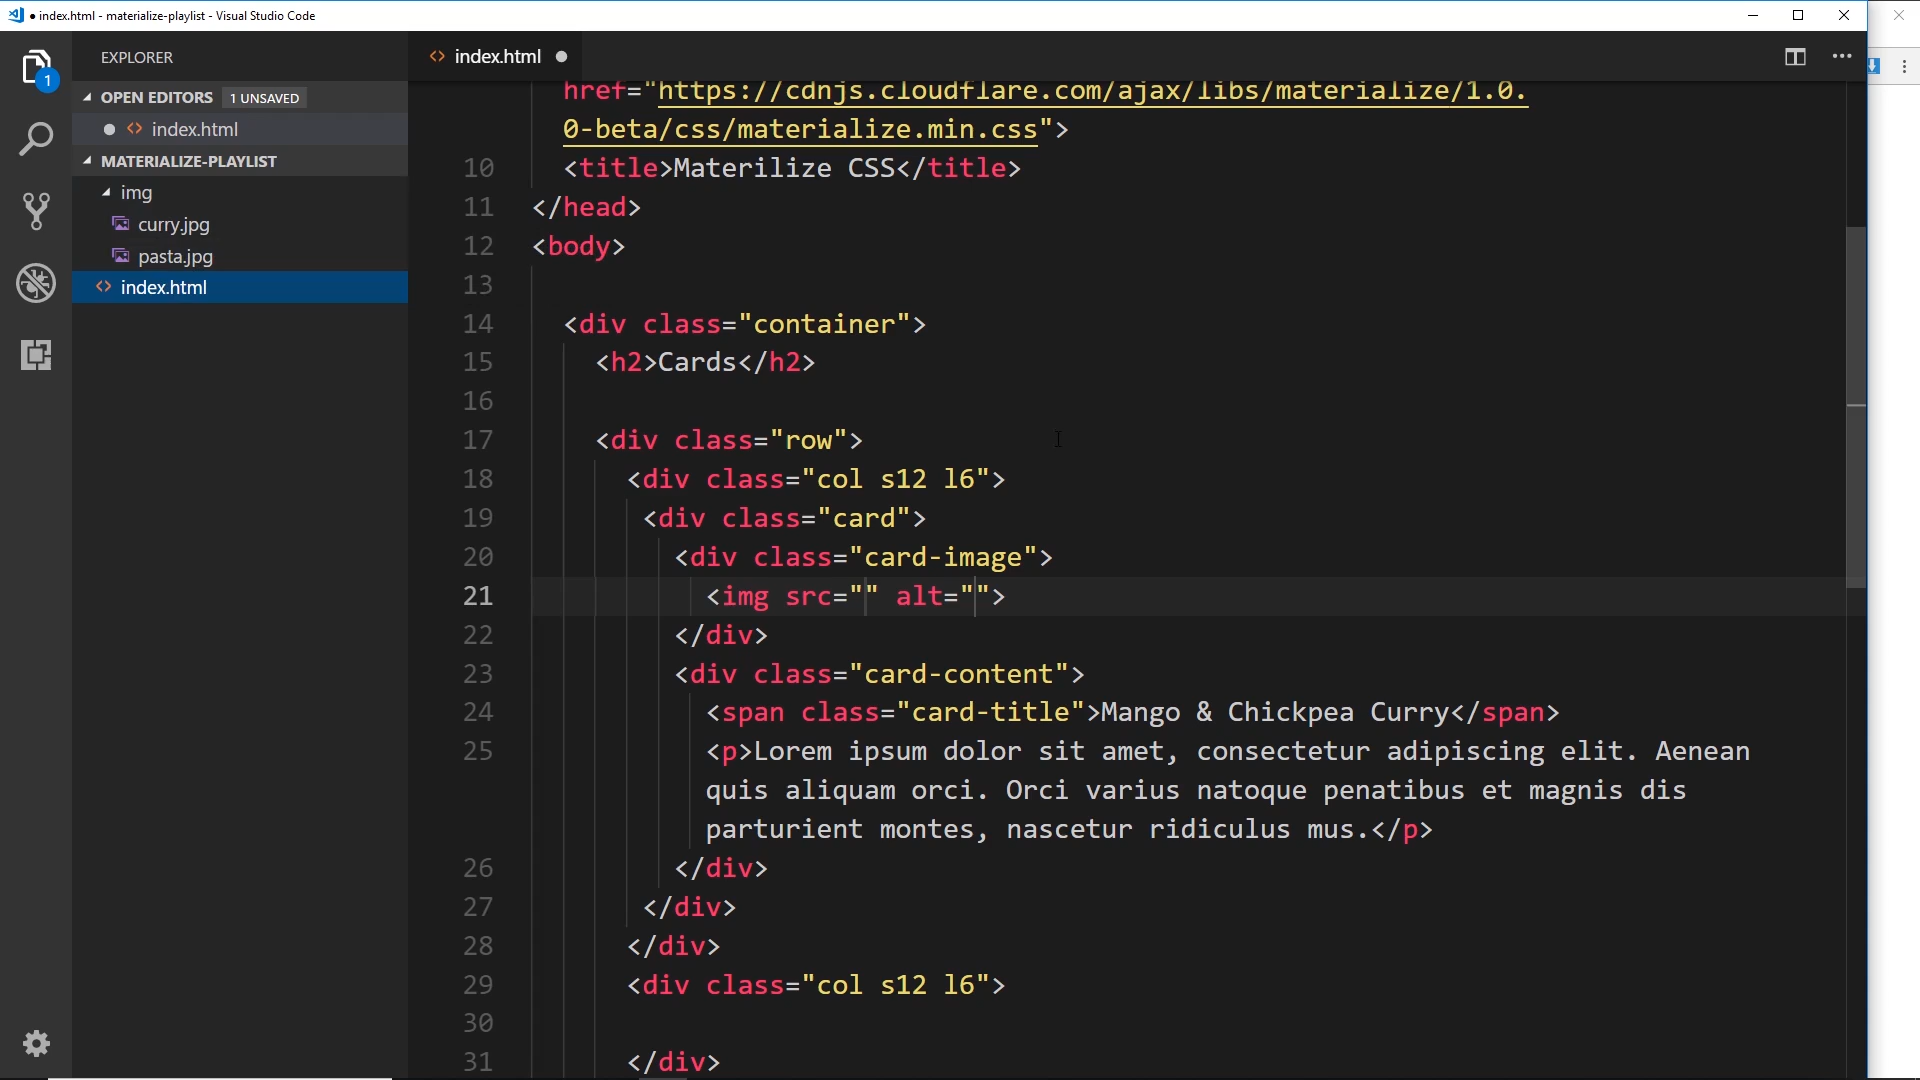 index.html - materialize-playlist - Visual Studio Code
EXPLORER
1
OPEN EDITORS 1 UNSAVED
index.html
MATERIALIZE-PLAYLIST
img
curry.jpg
pasta.jpg
index.html
index.html
href="https://cdnjs.cloudflare.com/ajax/libs/materialize/1.0.
0-beta/css/materialize.min.css">
10 <title>Materilize CSS</title>
11 </head>
12 <body>
13
14 <div class="container">
15 <h2>Cards</h2>
16
17 <div class="row">
18 <div class="col s12 l6">
19 <div class="card">
20 <div class="card-image">
21 <img src="" alt="">
22 </div>
23 <div class="card-content">
24 <span class="card-title">Mango & Chickpea Curry</span>
25 <p>Lorem ipsum dolor sit amet, consectetur adipiscing elit. Aenean
quis aliquam orci. Orci varius natoque penatibus et magnis dis
parturient montes, nascetur ridiculus mus.</p>
26 </div>
27 </div>
28 </div>
29 <div class="col s12 l6">
30
31 </div>